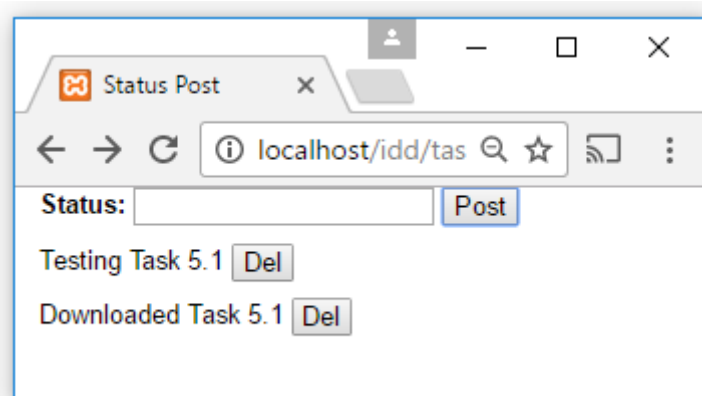 Status Post
localhost/idd/tas
Status: Post
Testing Task 5.1 Del
Downloaded Task 5.1 Del